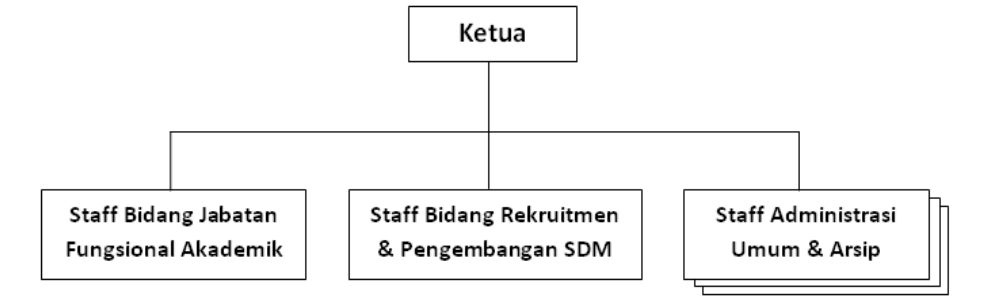 Ketua
Staff Bidang Jabatan
Fungsional Akademik
Staff Bidang Rekruitmen
& Pengembangan SDM
Staff Administrasi
Umum & Arsip